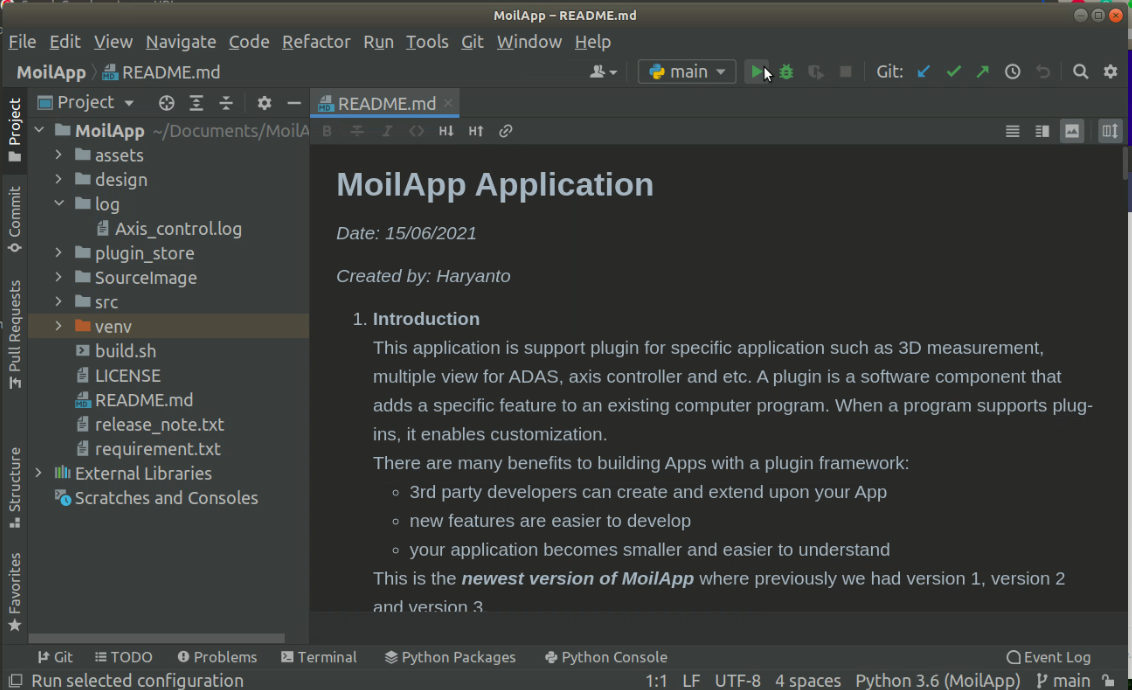 MoilApp – README.md
File Edit View Navigate Code Refactor Run Tools Git Window Help
MoilApp README.md main Git:
Project
README.md
MoilApp ~/Documents/MoilA
assets
design
log
Axis_control.log
plugin_store
SourceImage
src
venv
build.sh
LICENSE
README.md
release_note.txt
requirement.txt
External Libraries
Scratches and Consoles
Project
Commit
Pull Requests
Structure
Favorites
MoilApp Application
Date: 15/06/2021
Created by: Haryanto
1. Introduction
This application is support plugin for specific application such as 3D measurement,
multiple view for ADAS, axis controller and etc. A plugin is a software component that
adds a specific feature to an existing computer program. When a program supports plug-
ins, it enables customization.
There are many benefits to building Apps with a plugin framework:
3rd party developers can create and extend upon your App
new features are easier to develop
your application becomes smaller and easier to understand
This is the newest version of MoilApp where previously we had version 1, version 2
and version 3
Git TODO Problems Terminal Python Packages Python Console Event Log
Run selected configuration 1:1 LF UTF-8 4 spaces Python 3.6 (MoilApp) main